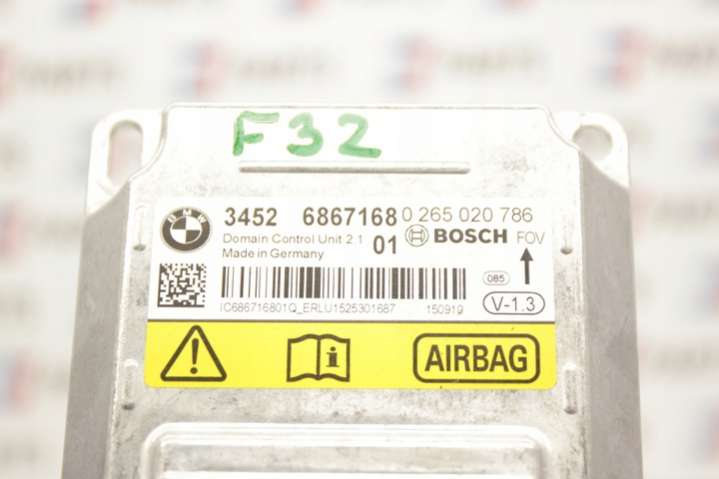 F32
BMW
3452 6867168 0 265 020 786
Domain Control Unit 2.1 01 BOSCH FOV
Made in Germany
085
IC686716801Q_ERLU1525301687 150919 V-1.3
AIRBAG